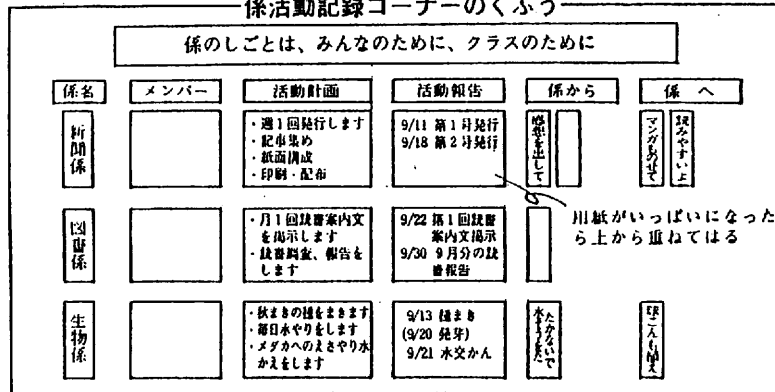 係活動記録コーナーのくふう
係のしごとは、みんなのために、クラスのために
係名 メンバー 活動計画 活動報告 係から 係へ
新聞係
・週1回発行します
・記事集め
・紙面構成
・印刷・配布
9/11 第1号発行
9/18 第2号発行
感想を出して
マンガものせて
読みやすいよ
用紙がいっぱいになった
ら上から重ねてはる
図書係
・月1回読書案内文
を掲示します
・読書調査、報告を
します
9/22 第1回読書
案内文掲示
9/30 9月分の読
書報告
生物係
・秋まきの種をまきます
・毎日水やりをします
・メダカへのえさやり水
かえをします
9/13 種まき
(9/20 発芽)
9/21 水交かん
水そうをた
たかないで